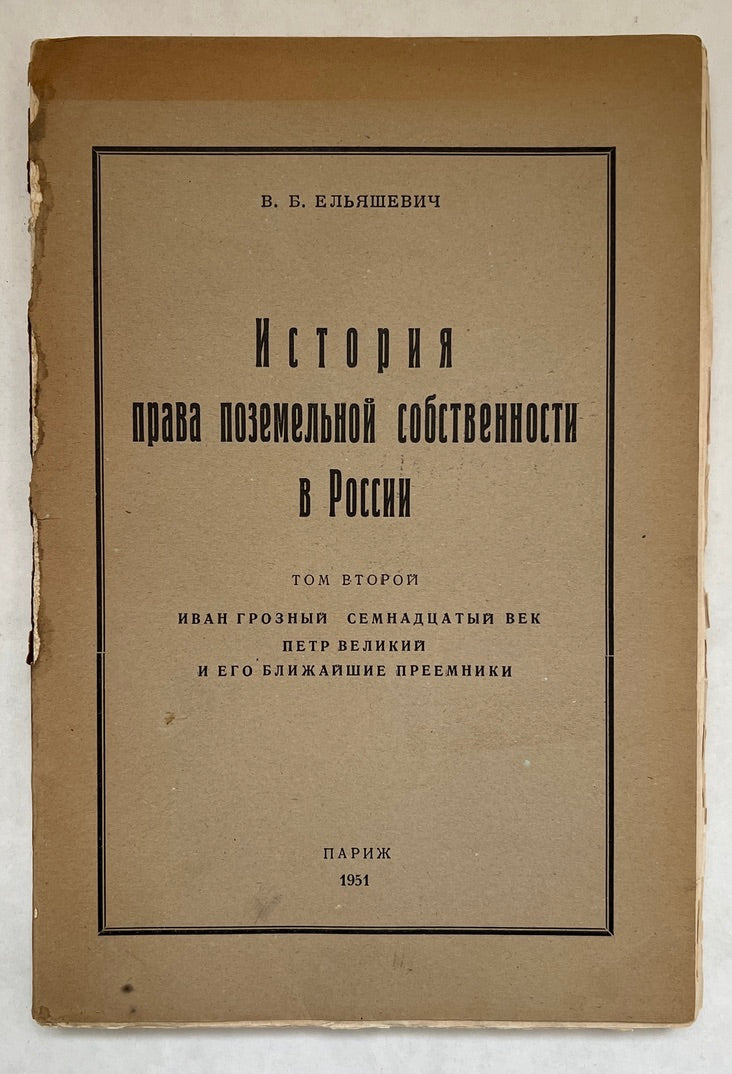 В. Б. ЕЛЬЯШЕВИЧ
История
права поземельной собственности
в России
ТОМ ВТОРОЙ
ИВАН ГРОЗНЫЙ СЕМНАДЦАТЫЙ ВЕК
ПЕТР ВЕЛИКИЙ
И ЕГО БЛИЖАЙШИЕ ПРЕЕМНИКИ
ПАРИЖ
1951